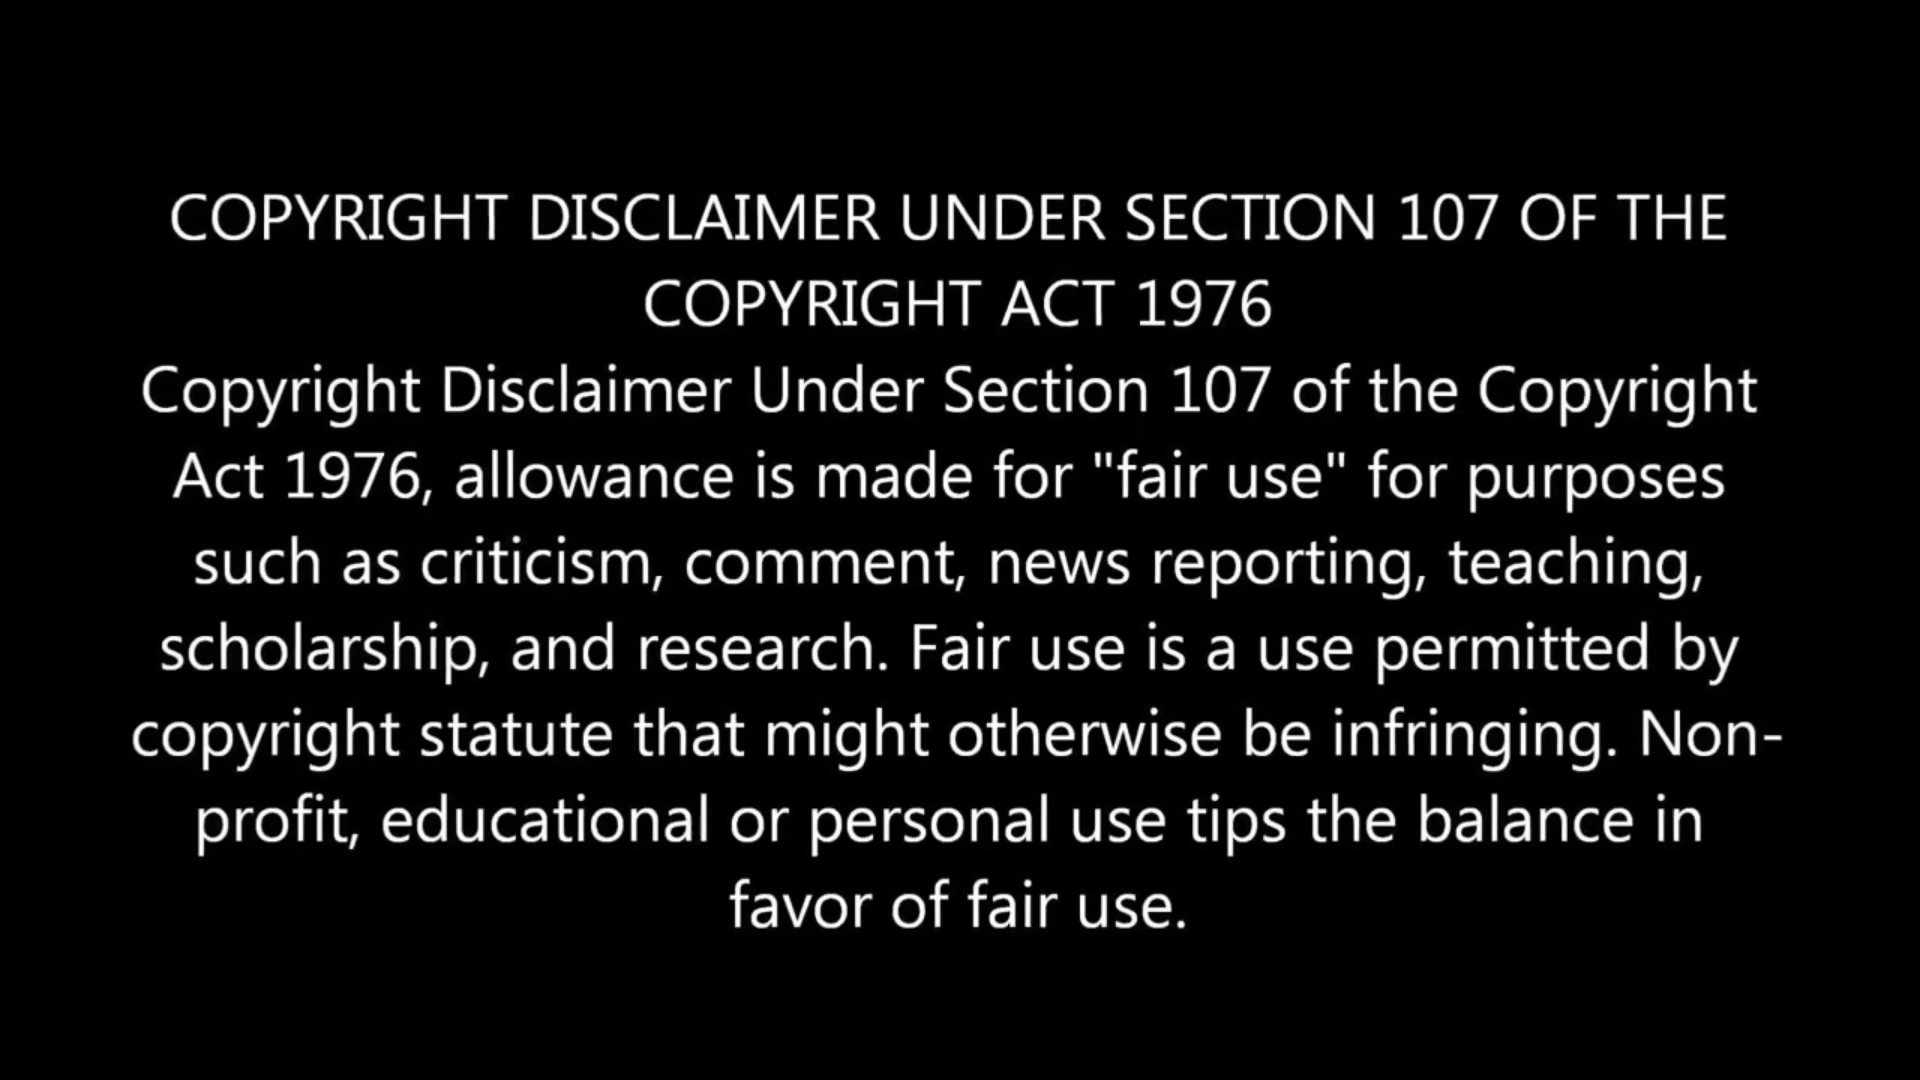 COPYRIGHT DISCLAIMER UNDER SECTION 107 OF THE
COPYRIGHT ACT 1976
Copyright Disclaimer Under Section 107 of the Copyright
Act 1976, allowance is made for "fair use" for purposes
such as criticism, comment, news reporting, teaching,
scholarship, and research. Fair use is a use permitted by
copyright statute that might otherwise be infringing. Non-
profit, educational or personal use tips the balance in
favor of fair use.